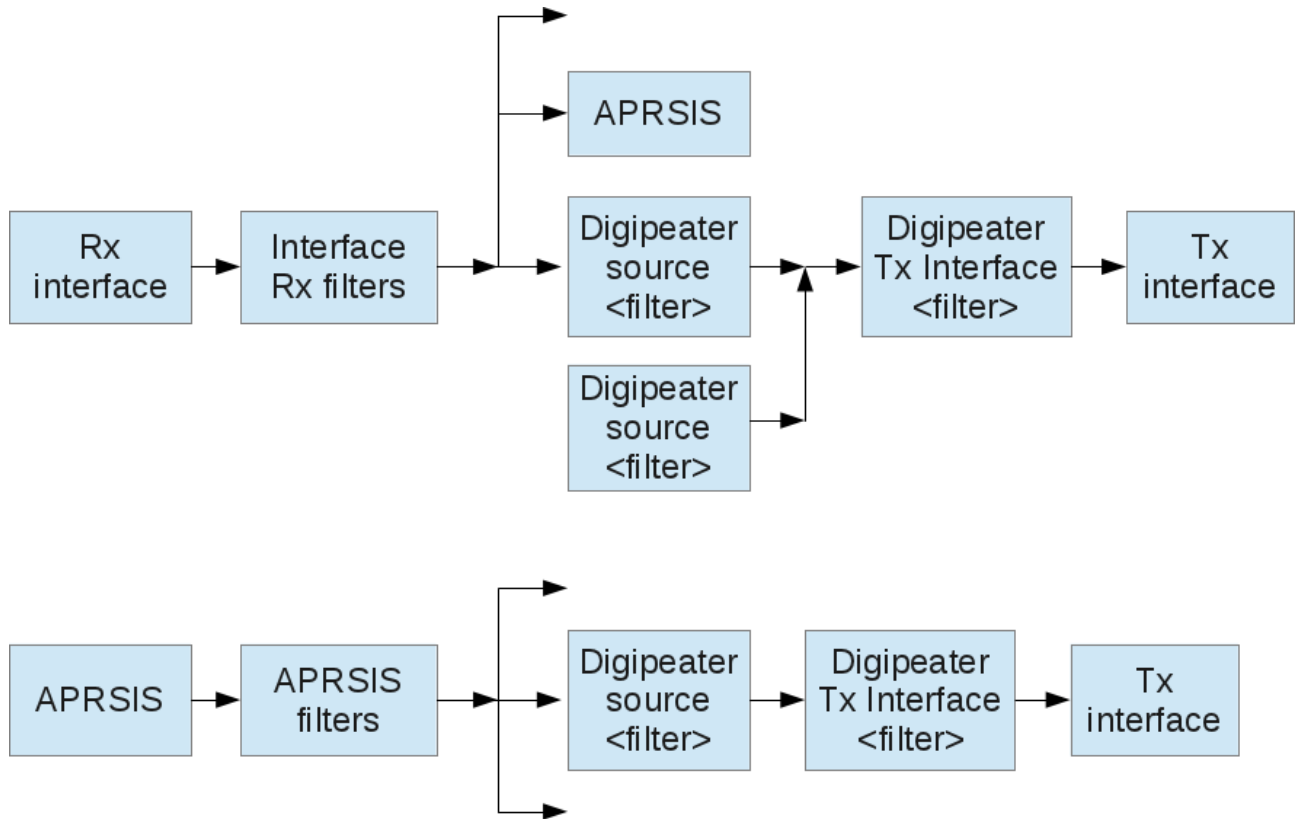 APRSIS
Rx
interface
Interface
Rx filters
Digipeater
source
<filter>
Digipeater
Tx Interface
<filter>
Tx
interface
Digipeater
source
<filter>
APRSIS
APRSIS
filters
Digipeater
source
<filter>
Digipeater
Tx Interface
<filter>
Tx
interface